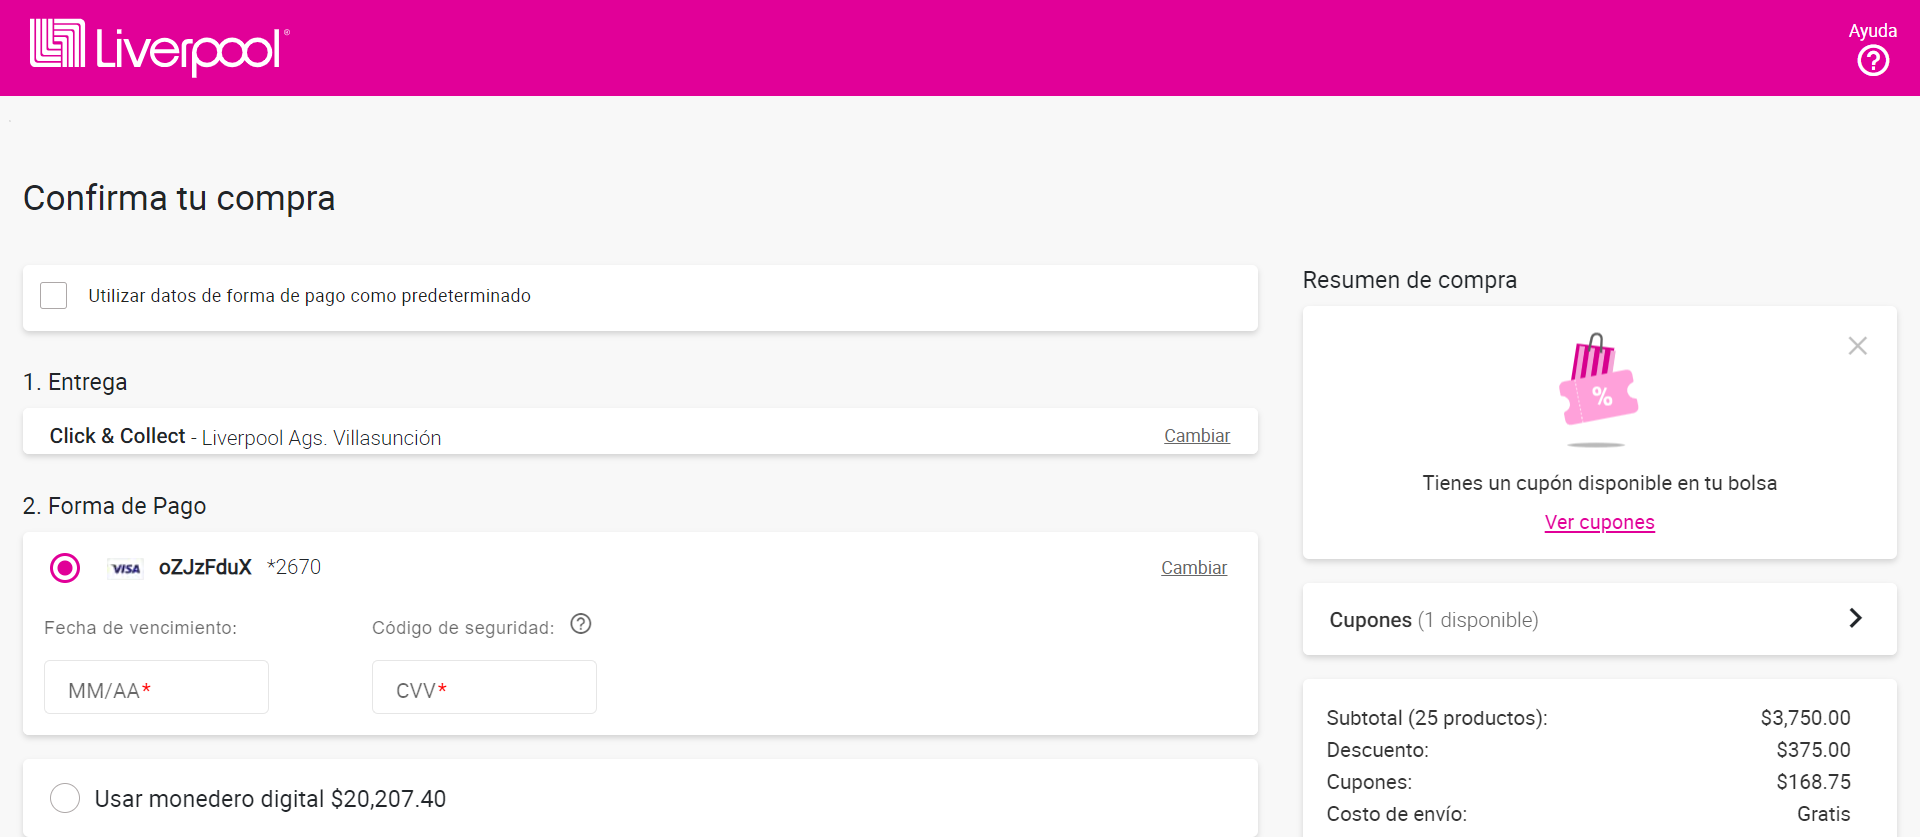 Liverpool®
Ayuda
?
Confirma tu compra
Utilizar datos de forma de pago como predeterminado
1. Entrega
Click & Collect - Liverpool Ags. Villasunción
Cambiar
2. Forma de Pago
VISA oZJzFduX *2670
Cambiar
Fecha de vencimiento:
Código de seguridad: ?
MM/AA*
CVV*
Usar monedero digital $20,207.40
Resumen de compra
%
Tienes un cupón disponible en tu bolsa
Ver cupones
Cupones (1 disponible)
Subtotal (25 productos): $3,750.00
Descuento: $375.00
Cupones: $168.75
Costo de envío: Gratis